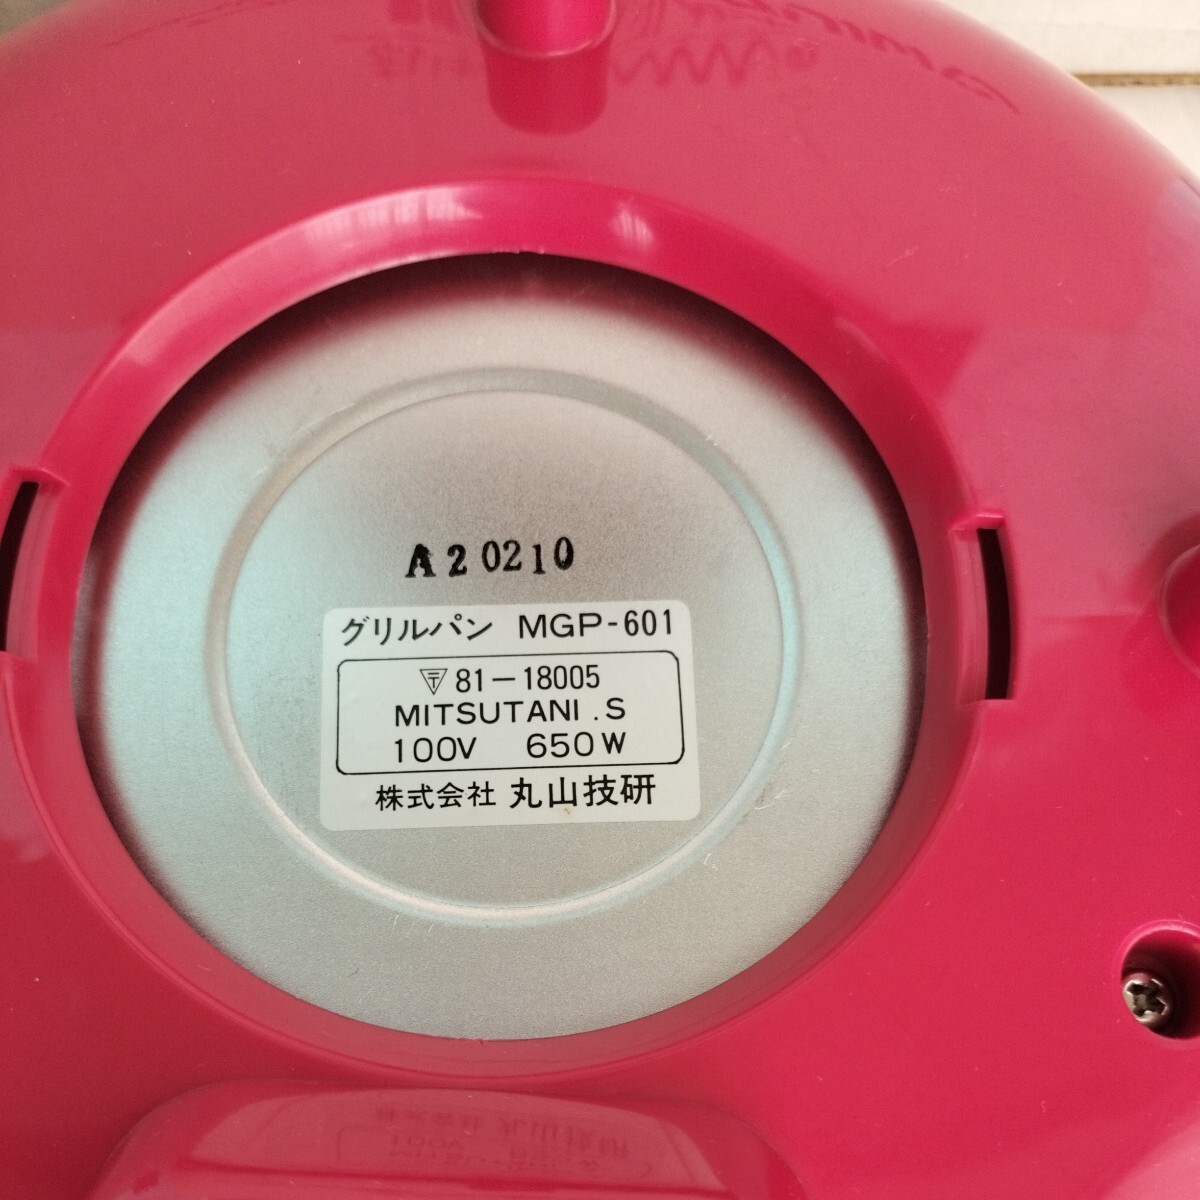 A20210
グリルパン MGP-601
〒81-18005
MITSUTANI.S
100V 650W
株式会社 丸山技研